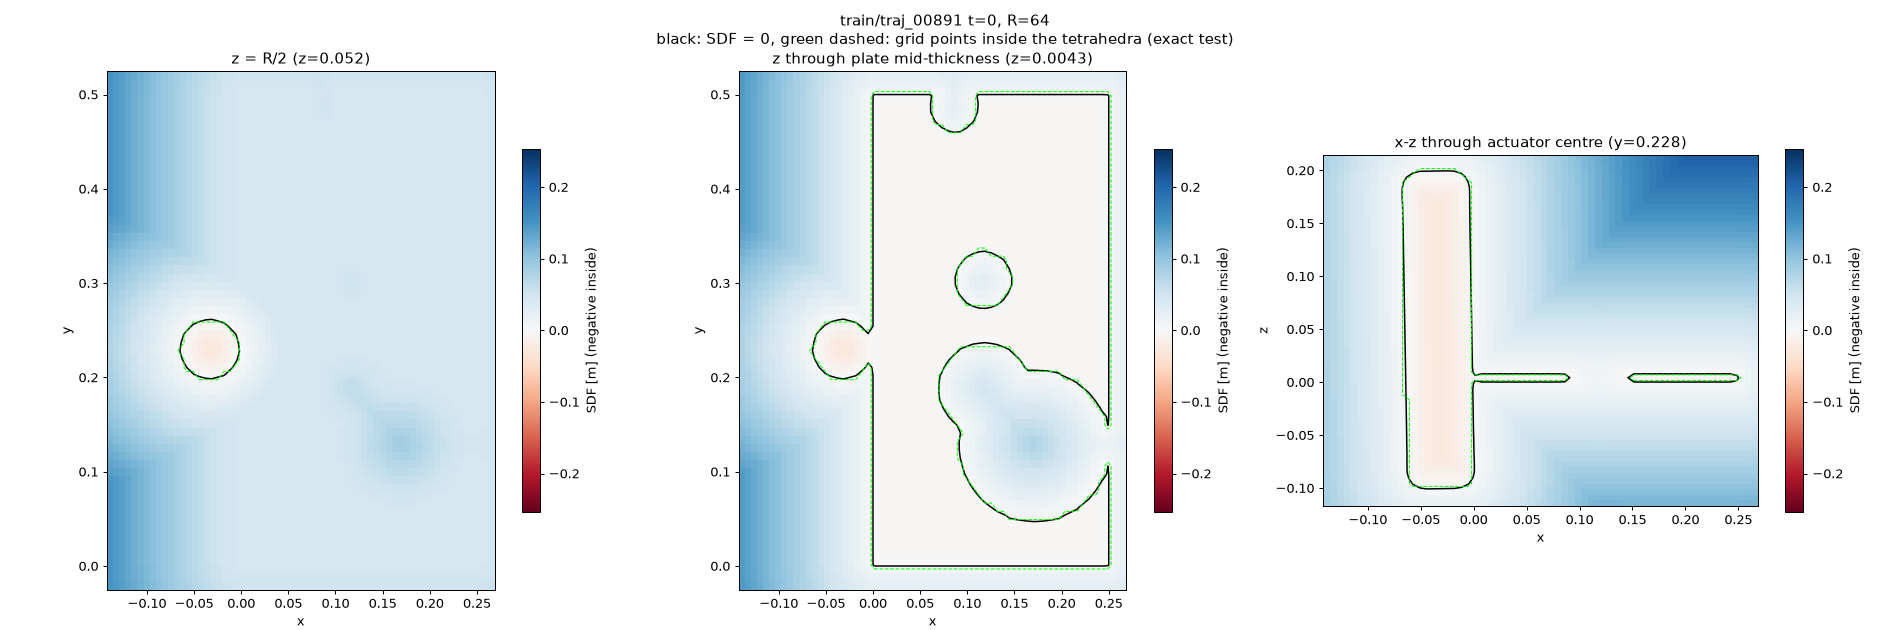 train/traj_00891 t=0, R=64
black: SDF = 0, green dashed: grid points inside the tetrahedra (exact test)
z = R/2 (z=0.052)
z through plate mid-thickness (z=0.0043)
x-z through actuator centre (y=0.228)
0.5
0.4
0.3
0.2
0.1
0.0
y
−0.10 −0.05 0.00 0.05 0.10 0.15 0.20 0.25
x
0.2
0.1
0.0
−0.1
−0.2
SDF [m] (negative inside)
0.5
0.4
0.3
0.2
0.1
0.0
y
−0.10 −0.05 0.00 0.05 0.10 0.15 0.20 0.25
x
0.2
0.1
0.0
−0.1
−0.2
SDF [m] (negative inside)
0.20
0.15
0.10
0.05
0.00
−0.05
−0.10
z
−0.10 −0.05 0.00 0.05 0.10 0.15 0.20 0.25
x
0.2
0.1
0.0
−0.1
−0.2
SDF [m] (negative inside)